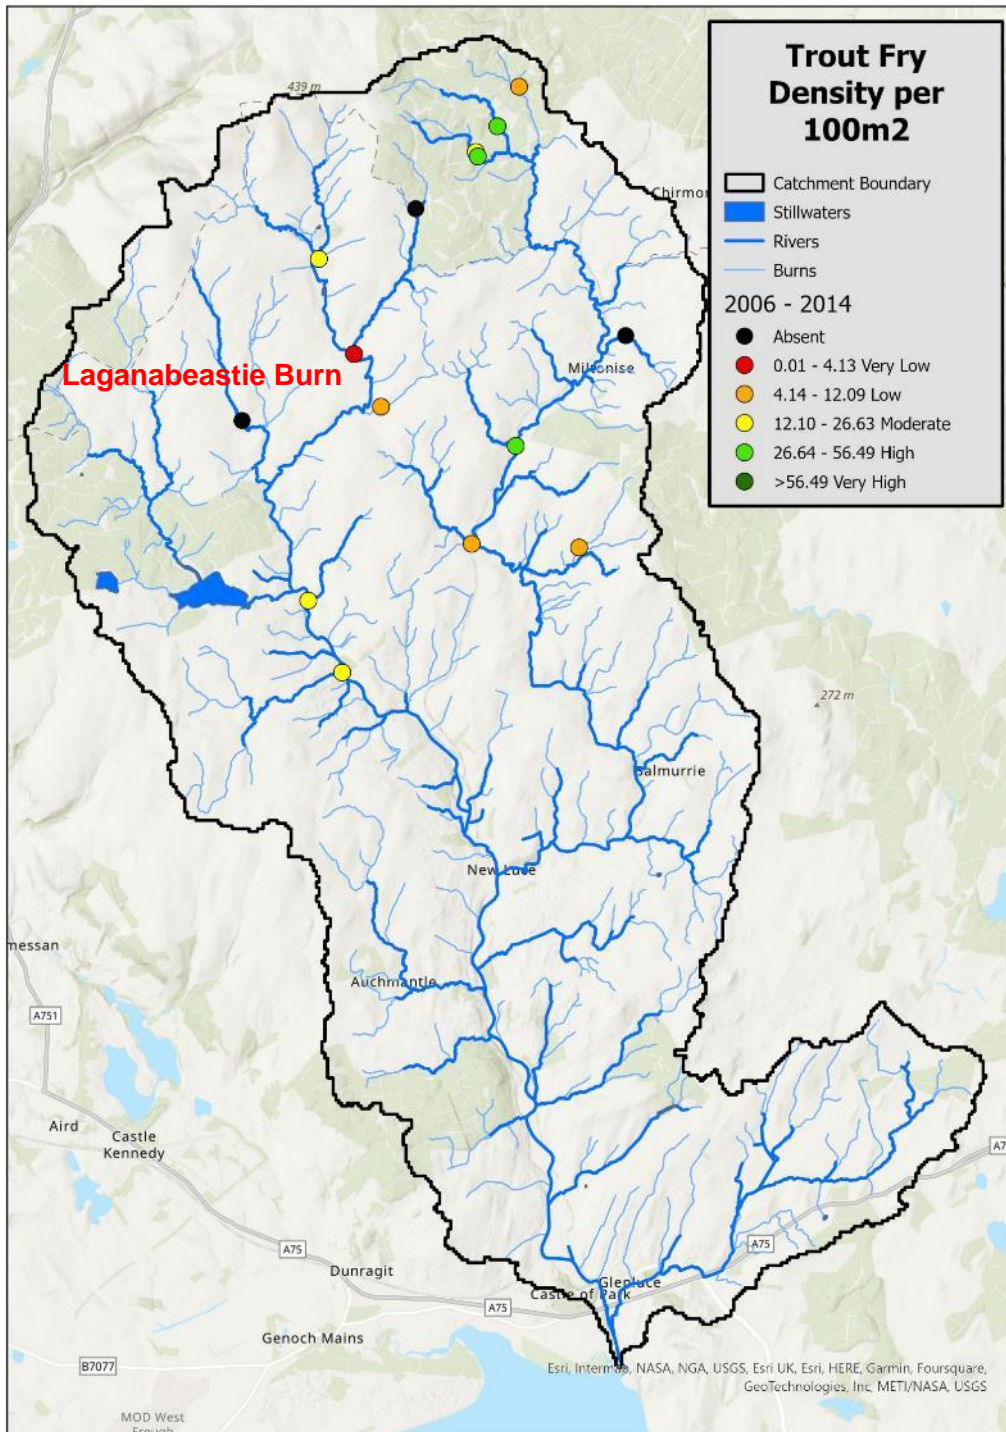 Trout Fry
Density per
100m2
Catchment Boundary
Stillwaters
Rivers
Burns
2006 - 2014
Absent
0.01 - 4.13 Very Low
4.14 - 12.09 Low
12.10 - 26.63 Moderate
26.64 - 56.49 High
>56.49 Very High
439 m
Chirmor
Miltonise
Laganabeastie Burn
272 m
Balmurrie
New Luce
messan
Auchmantle
A751
Aird
Castle
Kennedy
A7
A75
A75
Dunragit
Glenluce
Castle of Park
A75
Genoch Mains
B7077
Esri, Intermap, NASA, NGA, USGS, Esri UK, Esri, HERE, Garmin, Foursquare,
GeoTechnologies, Inc, METI/NASA, USGS
MOD West